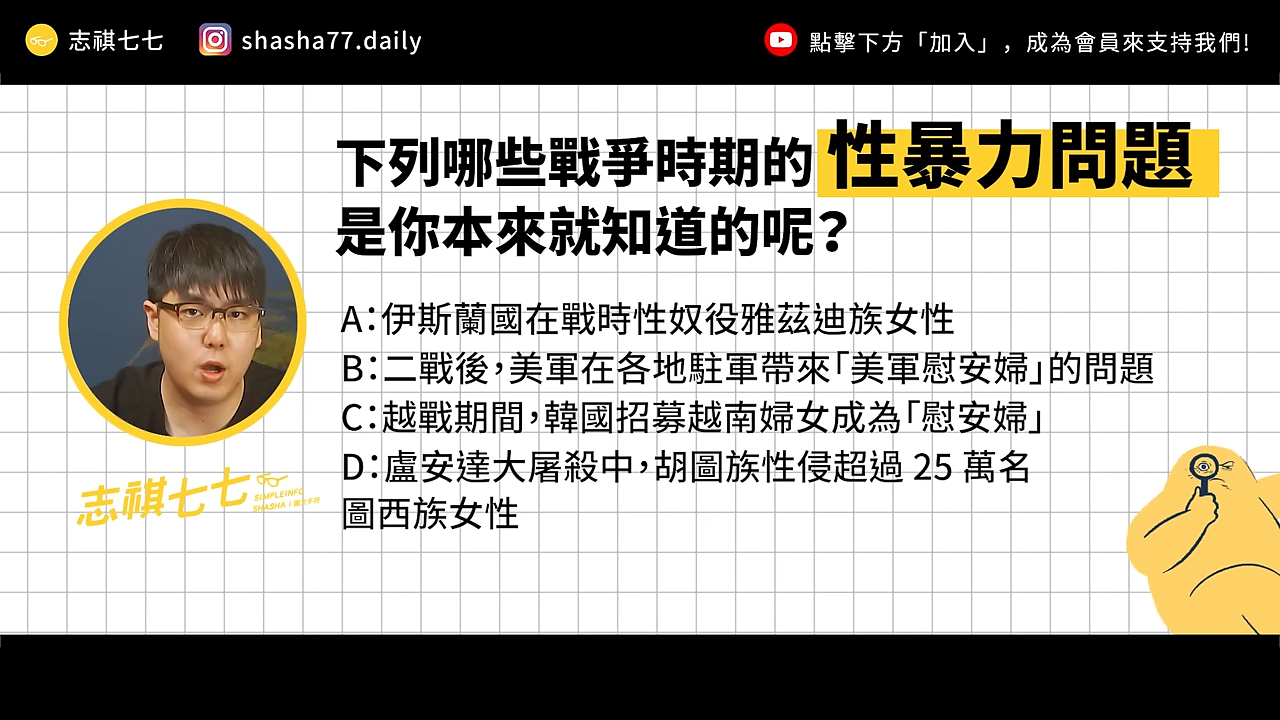 志祺七七
shasha77.daily
點擊下方「加入」，成為會員來支持我們!
下列哪些戰爭時期的性暴力問題
是你本來就知道的呢？
A：伊斯蘭國在戰時性奴役雅茲迪族女性
B：二戰後，美軍在各地駐軍帶來「美軍慰安婦」的問題
C：越戰期間，韓國招募越南婦女成為「慰安婦」
D：盧安達大屠殺中，胡圖族性侵超過 25 萬名
圖西族女性
志祺七七
SIMPLEINFO
SHASHA